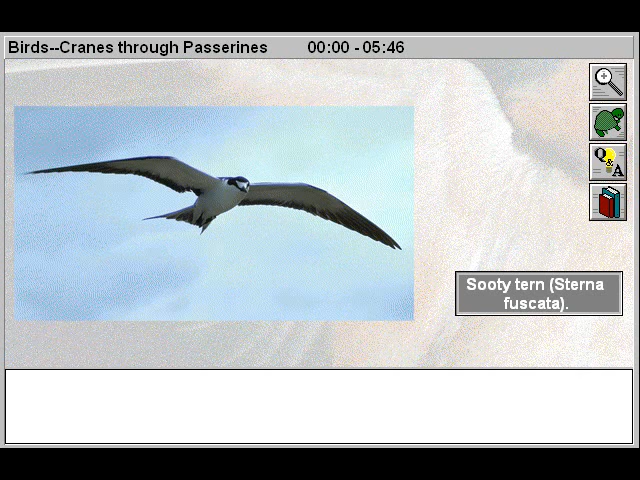 Birds--Cranes through Passerines 00:00 - 05:46
Q&A
Sooty tern (Sterna
fuscata).